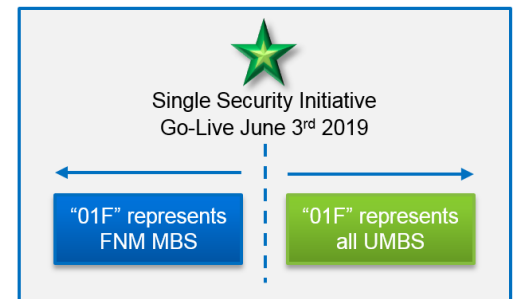 Single Security Initiative
Go-Live June 3rd 2019
“01F” represents
FNM MBS
“01F” represents
all UMBS